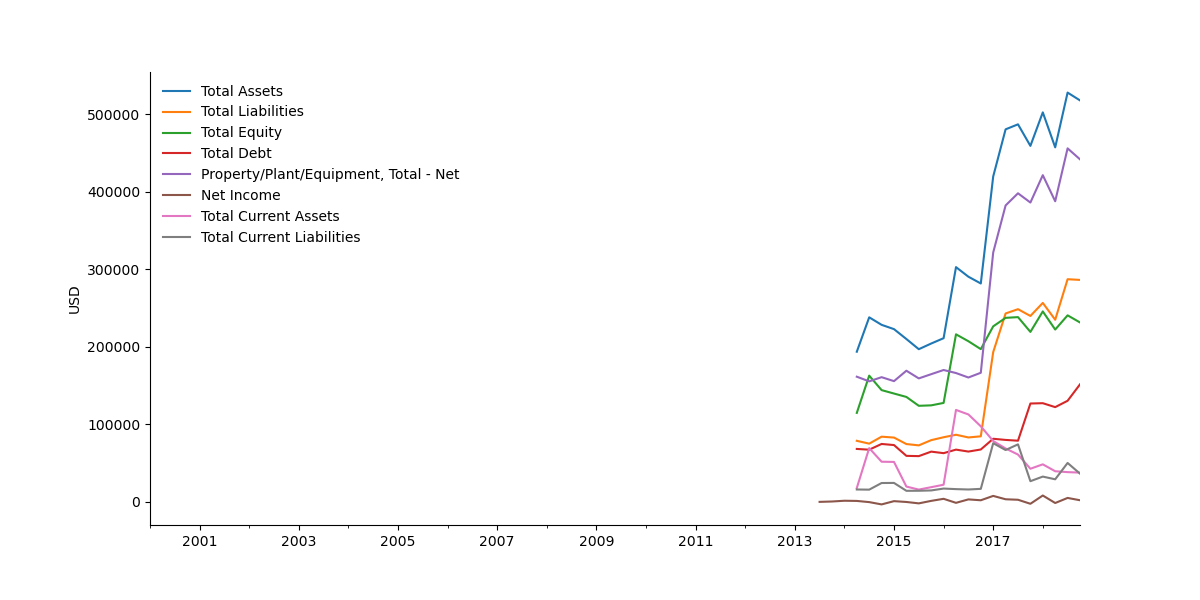 Total Assets
Total Liabilities
Total Equity
Total Debt
Property/Plant/Equipment, Total - Net
Net Income
Total Current Assets
Total Current Liabilities
USD
500000
400000
300000
200000
100000
0
2001 2003 2005 2007 2009 2011 2013 2015 2017